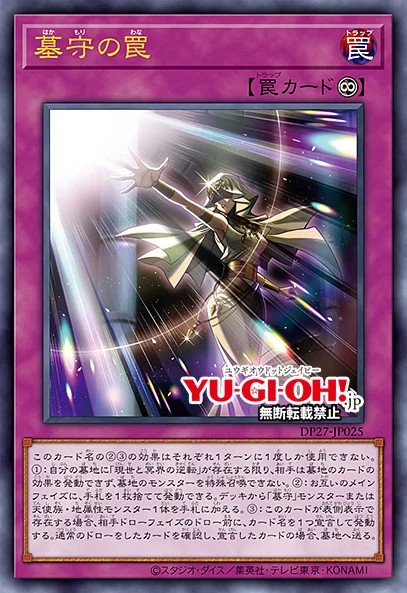 墓守の罠
罠
【罠カード】
ユウギオウドットジェイピー
YU-GI-OH!.jp
無断転載禁止
DP27-JP025
このカード名の②③の効果はそれぞれ1ターンに1度しか使用できない。
①:自分の墓地に「現世と冥界の逆転」が存在する限り、相手は墓地のカード
の効果を発動できず、墓地のモンスターを特殊召喚できない。②:お互いのメイン
フェイズに、手札を1枚捨てて発動できる。デッキから「墓守」モンスターまたは
天使族・地属性モンスター1体を手札に加える。③:このカードが表側表示で
存在する場合、相手ドローフェイズのドロー前に、カード名を1つ宣言して発動
する。通常のドローをしたカードを確認し、宣言したカードの場合、墓地へ送る。
©スタジオ・ダイス/集英社・テレビ東京・KONAMI